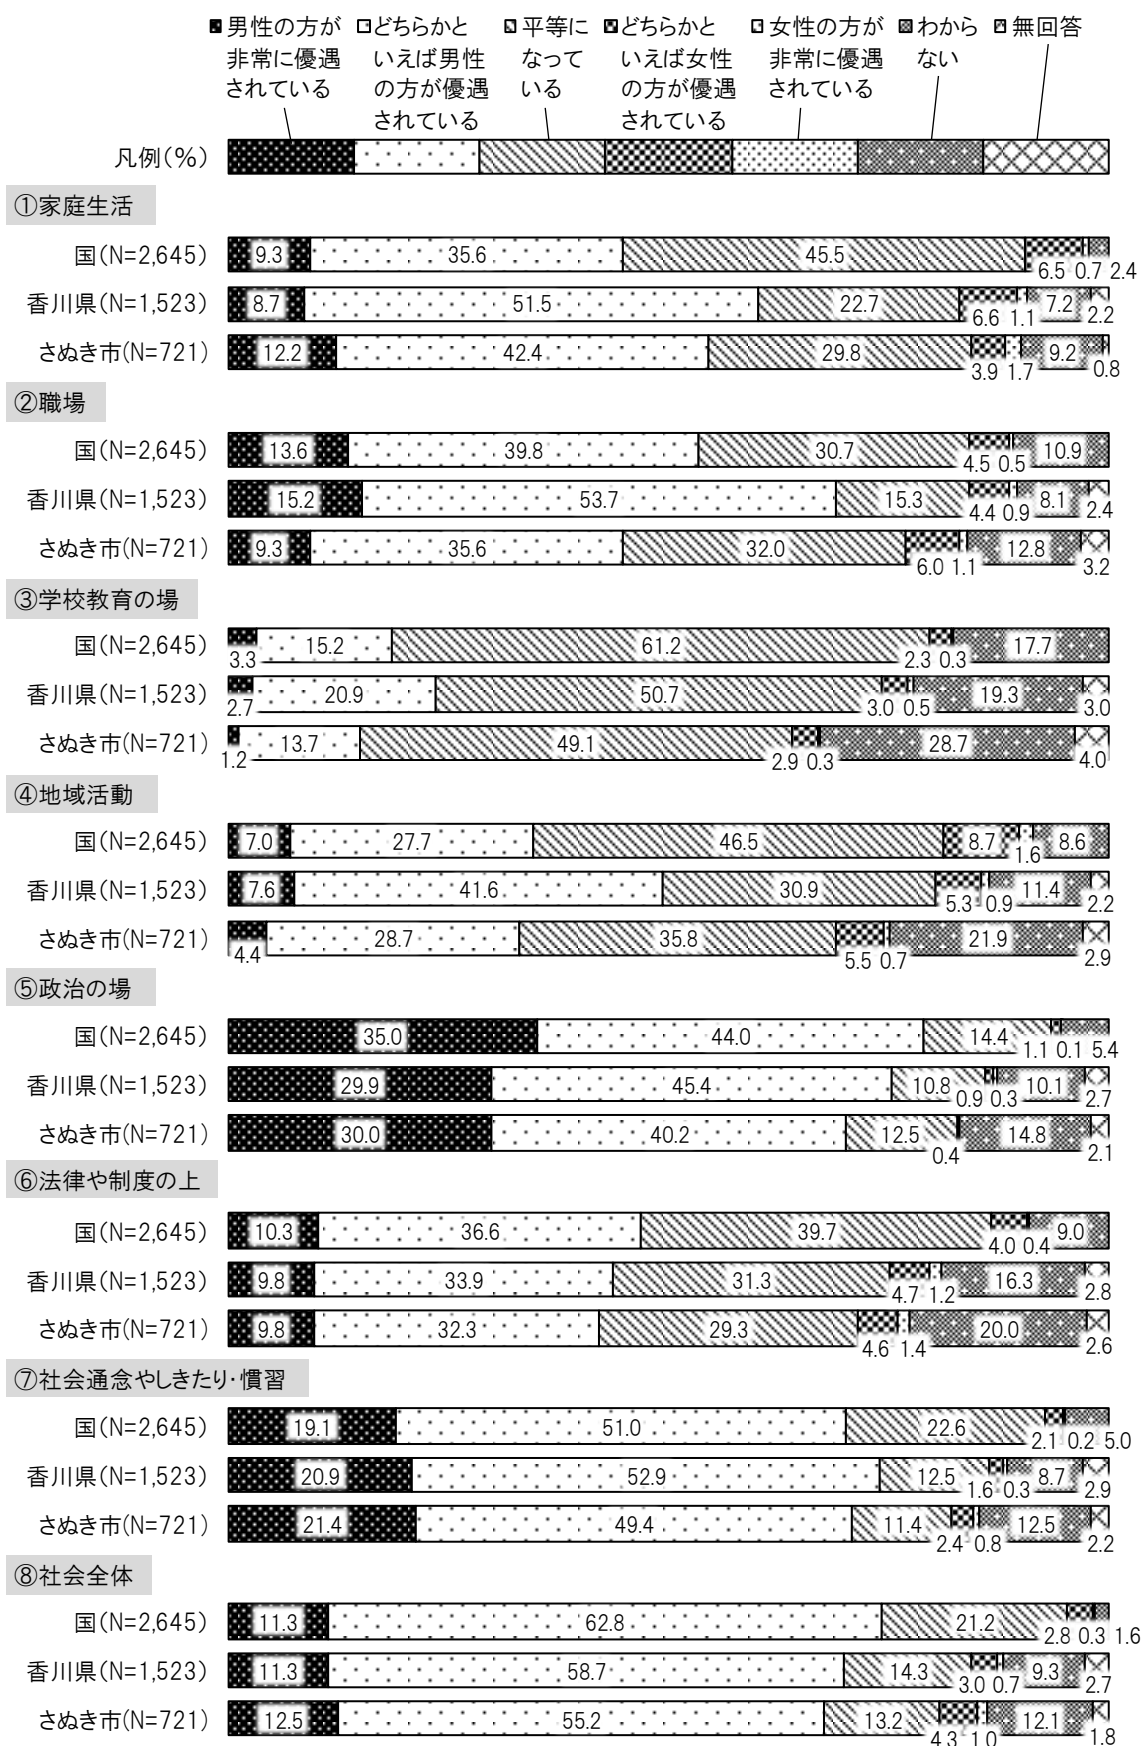 男性の方が 非常に優遇 されている
どちらかと いえば男性 の方が優遇 されている
平等に なって いる
どちらかと いえば女性 の方が優遇 されている
女性の方が 非常に優遇 されている
わから ない
無回答
凡例(%)
①家庭生活
国(N=2,645) 9.3 35.6 45.5 6.5 0.7 2.4
香川県(N=1,523) 8.7 51.5 22.7 6.6 1.1 7.2 2.2
さぬき市(N=721) 12.2 42.4 29.8 3.9 1.7 9.2 0.8
②職場
国(N=2,645) 13.6 39.8 30.7 4.5 0.5 10.9
香川県(N=1,523) 15.2 53.7 15.3 4.4 0.9 8.1 2.4
さぬき市(N=721) 9.3 35.6 32.0 6.0 1.1 12.8 3.2
③学校教育の場
国(N=2,645) 3.3 15.2 61.2 2.3 0.3 17.7
香川県(N=1,523) 2.7 20.9 50.7 3.0 0.5 19.3 3.0
さぬき市(N=721) 1.2 13.7 49.1 2.9 0.3 28.7 4.0
④地域活動
国(N=2,645) 7.0 27.7 46.5 8.7 1.6 8.6
香川県(N=1,523) 7.6 41.6 30.9 5.3 0.9 11.4 2.2
さぬき市(N=721) 4.4 28.7 35.8 5.5 0.7 21.9 2.9
⑤政治の場
国(N=2,645) 35.0 44.0 14.4 1.1 0.1 5.4
香川県(N=1,523) 29.9 45.4 10.8 0.9 0.3 10.1 2.7
さぬき市(N=721) 30.0 40.2 12.5 0.4 14.8 2.1
⑥法律や制度の上
国(N=2,645) 10.3 36.6 39.7 4.0 0.4 9.0
香川県(N=1,523) 9.8 33.9 31.3 4.7 1.2 16.3 2.8
さぬき市(N=721) 9.8 32.3 29.3 4.6 1.4 20.0 2.6
⑦社会通念やしきたり・慣習
国(N=2,645) 19.1 51.0 22.6 2.1 0.2 5.0
香川県(N=1,523) 20.9 52.9 12.5 1.6 0.3 8.7 2.9
さぬき市(N=721) 21.4 49.4 11.4 2.4 0.8 12.5 2.2
⑧社会全体
国(N=2,645) 11.3 62.8 21.2 2.8 0.3 1.6
香川県(N=1,523) 11.3 58.7 14.3 3.0 0.7 9.3 2.7
さぬき市(N=721) 12.5 55.2 13.2 4.3 1.0 12.1 1.8